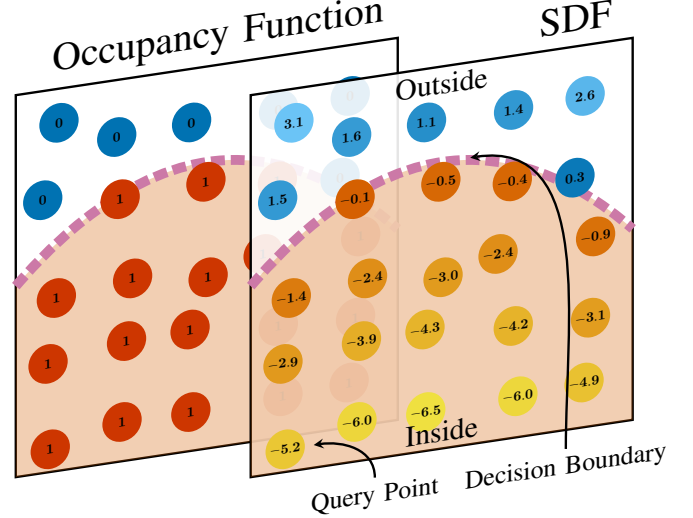 Occupancy Function
SDF
Outside
0 0 0 0
1 1
1 1 1
1 1 1
1 1 1
3.1 1.6 1.1 1.4 2.6
1.5 −0.1 −0.5 −0.4 0.3
−1.4 −2.4 −3.0 −2.4 −0.9
−2.9 −3.9 −4.3 −4.2 −3.1
−5.2 −6.0 −6.5 −6.0 −4.9
Inside
Query Point
Decision Boundary